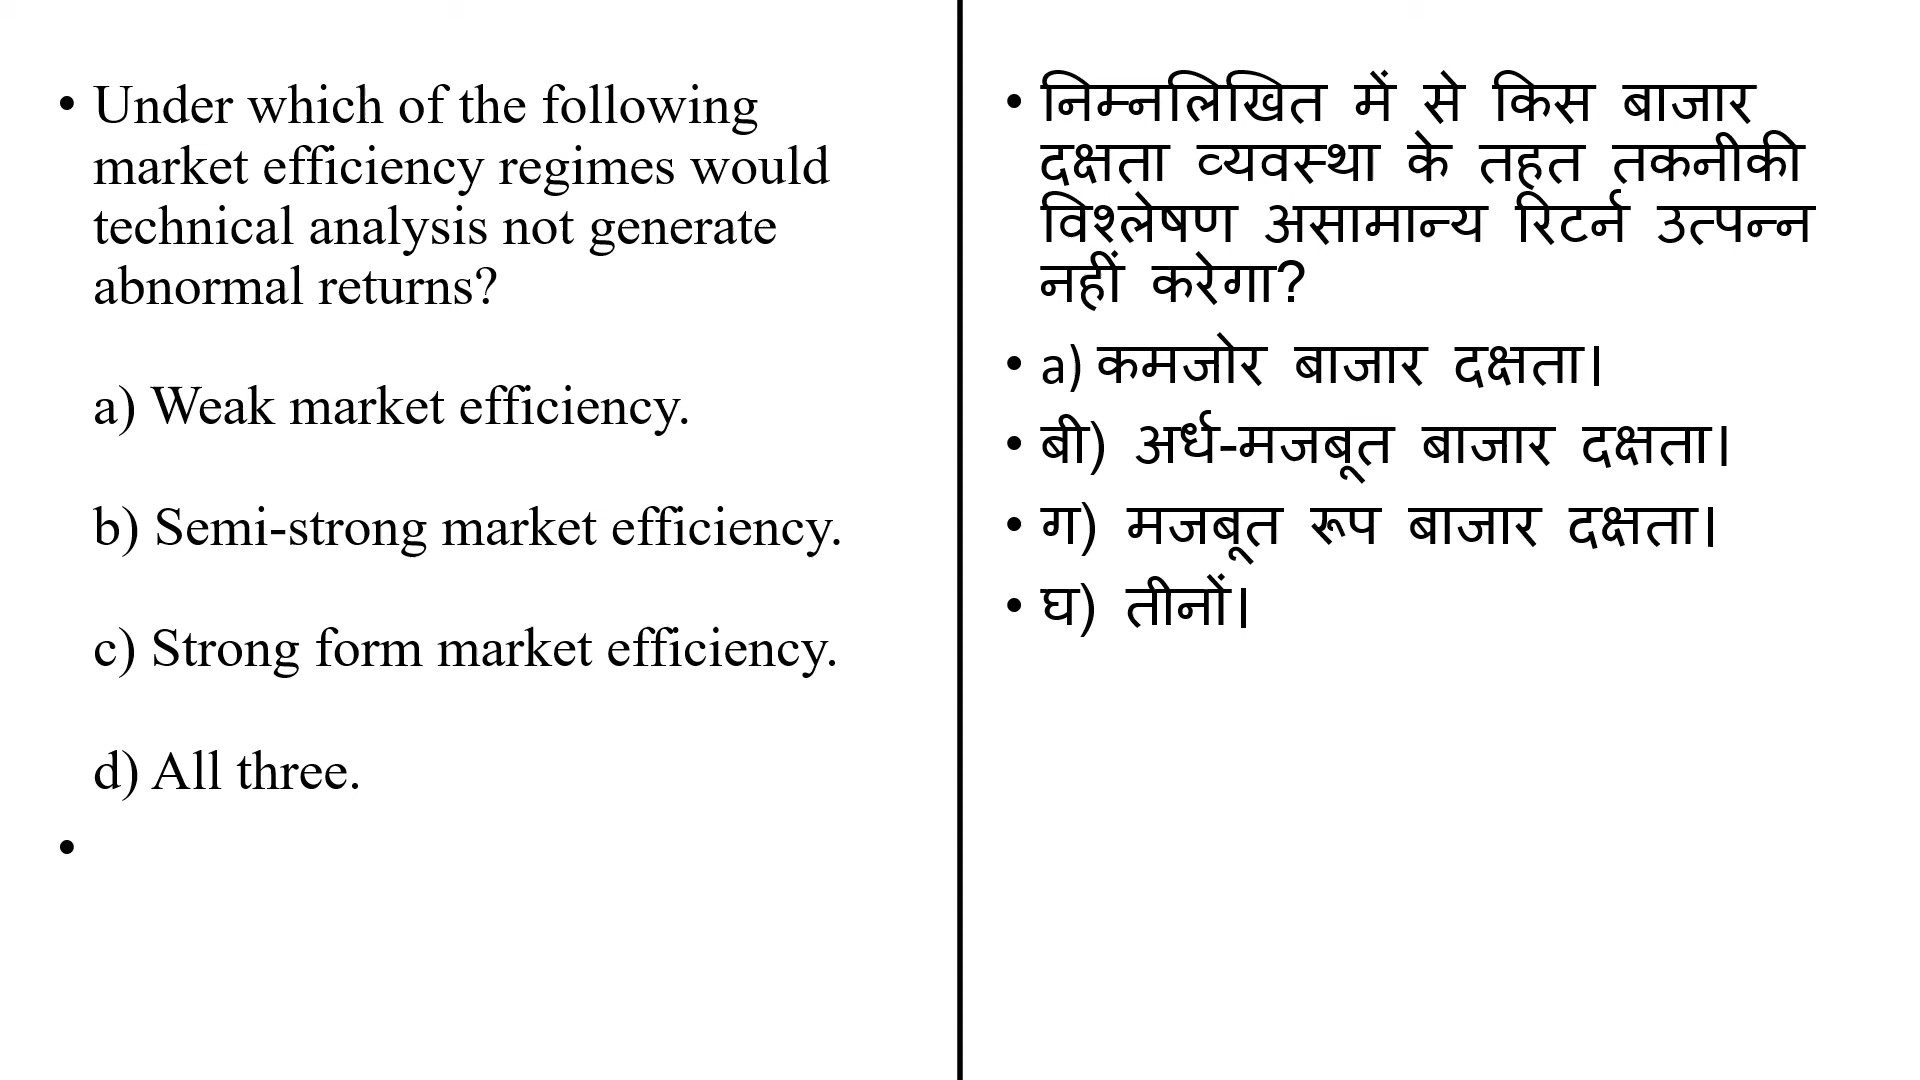 • Under which of the following
market efficiency regimes would
technical analysis not generate
abnormal returns?
a) Weak market efficiency.
b) Semi-strong market efficiency.
c) Strong form market efficiency.
d) All three.
•
• निम्नलिखित में से किस बाजार
दक्षता व्यवस्था के तहत तकनीकी
विश्लेषण असामान्य रिटर्न उत्पन्न
नहीं करेगा?
• a) कमजोर बाजार दक्षता।
• बी) अर्ध-मजबूत बाजार दक्षता।
• ग) मजबूत रूप बाजार दक्षता।
• घ) तीनों।